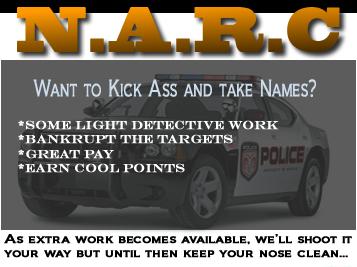 N.A.R.C
Want to Kick Ass and take Names?
*Some light detective work
*Bankrupt the targets
*Great pay
*Earn cool points
POLICE
As extra work becomes available, we'll shoot it
your way but until then keep your nose clean...